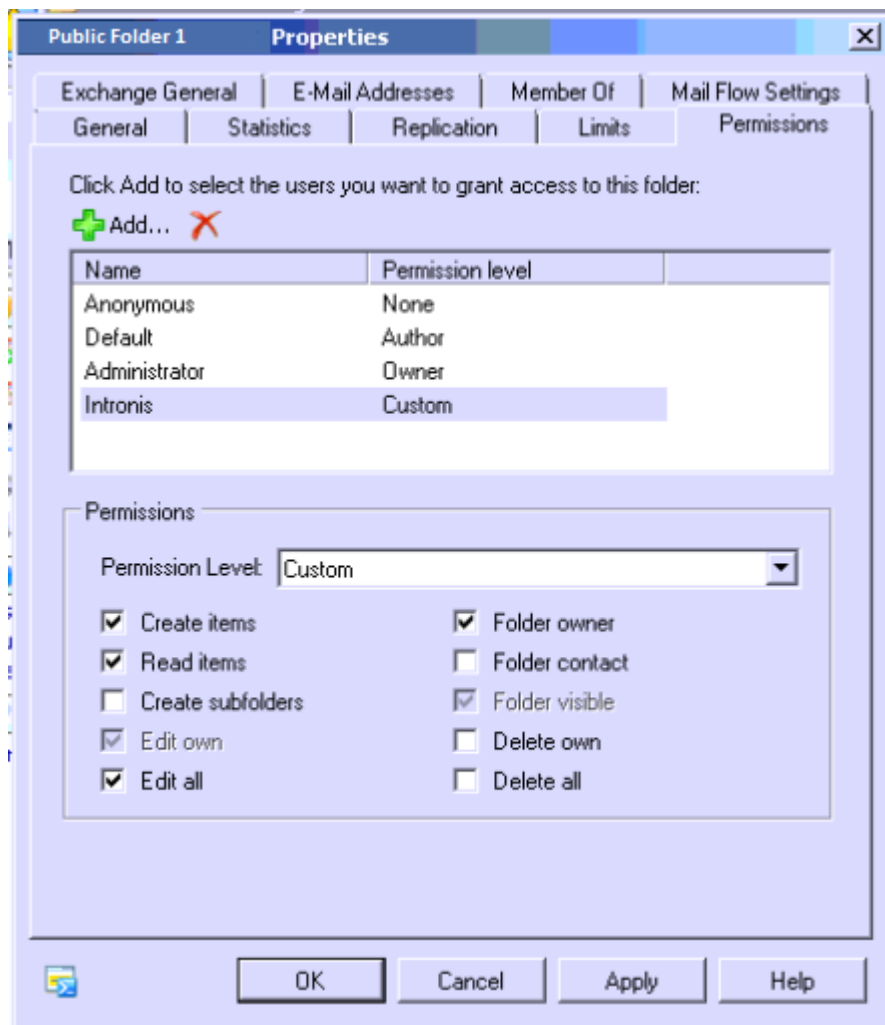 Public Folder 1 Properties
Exchange General E-Mail Addresses Member Of Mail Flow Settings
General Statistics Replication Limits Permissions
Click Add to select the users you want to grant access to this folder:
Add...
Name Permission level
Anonymous None
Default Author
Administrator Owner
Intronis Custom
Permissions
Permission Level: Custom
Create items Folder owner
Read items Folder contact
Create subfolders Folder visible
Edit own Delete own
Edit all Delete all
OK Cancel Apply Help